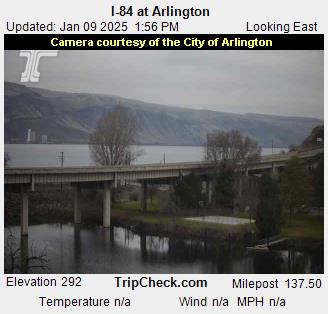 I-84 at Arlington
Updated: Jan 09 2025 1:56 PM Looking East
Camera courtesy of the City of Arlington
Elevation 292 TripCheck.com Milepost 137.50
Temperature n/a Wind n/a MPH n/a